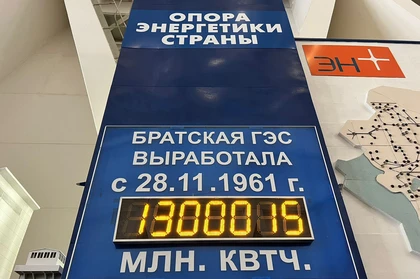 ОПОРА
ЭНЕРГЕТИКИ
СТРАНЫ
ЭН+
БРАТСКАЯ ГЭС
ВЫРАБОТАЛА
с 28.11.1961 г.
1300015
МЛН. КВТЧ.